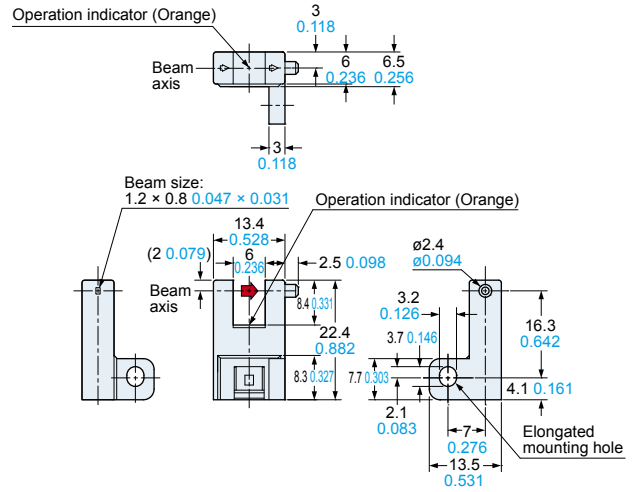 Operation indicator (Orange)
3
0.118
Beam
axis
6
0.236
6.5
0.256
3
0.118
Beam size:
1.2 × 0.8 0.047 × 0.031
Operation indicator (Orange)
13.4
0.528
(2 0.079)
6
0.236
2.5 0.098
Beam
axis
8.4 0.331
22.4
0.882
8.3 0.327
ø2.4
ø0.094
3.2
0.126
3.7 0.146
16.3
0.642
7.7 0.303
4.1 0.161
2.1
0.083
7
0.276
Elongated
mounting hole
13.5
0.531